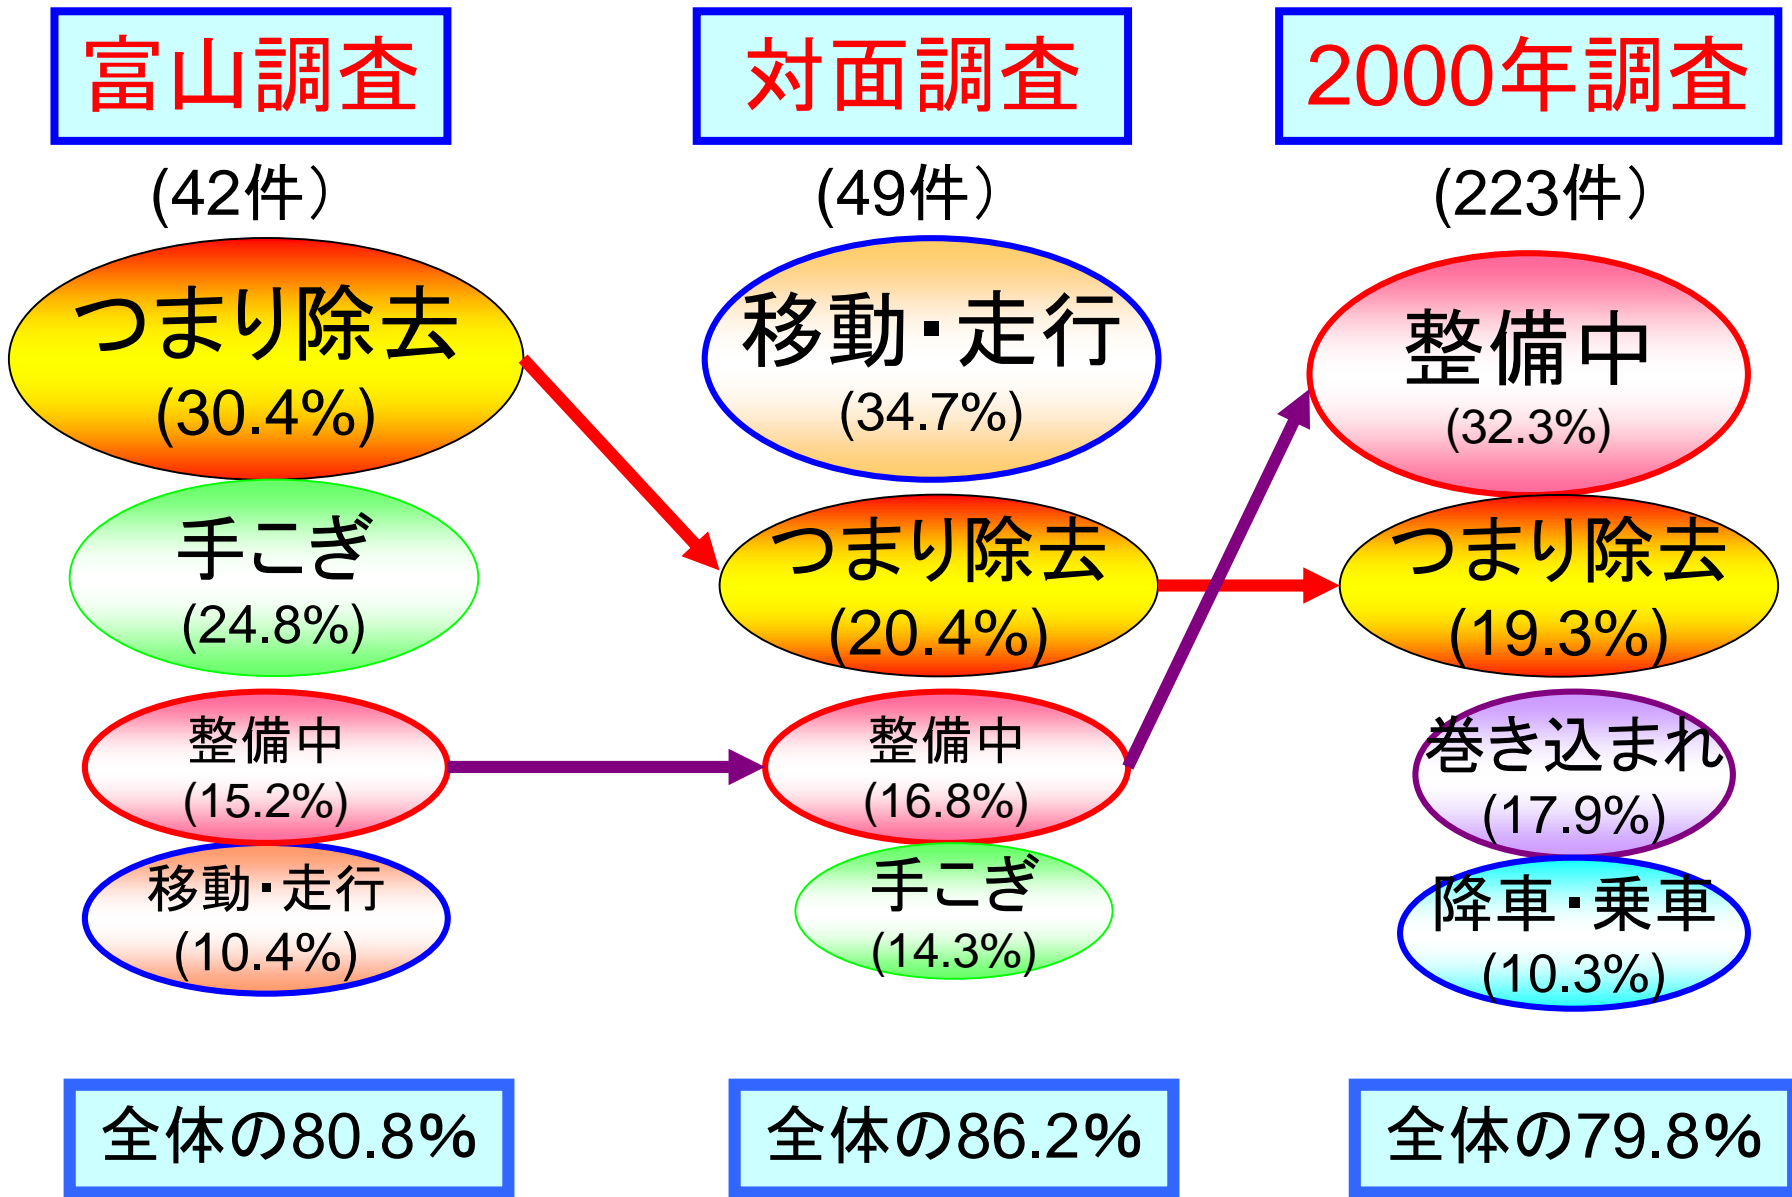 富山調査
(42件）
つまり除去
(30.4%)
手こぎ
(24.8%)
整備中
(15.2%)
移動・走行
(10.4%)
全体の80.8%
対面調査
(49件）
移動・走行
(34.7%)
つまり除去
(20.4%)
整備中
(16.8%)
手こぎ
(14.3%)
全体の86.2%
2000年調査
(223件）
整備中
(32.3%)
つまり除去
(19.3%)
巻き込まれ
(17.9%)
降車・乗車
(10.3%)
全体の79.8%